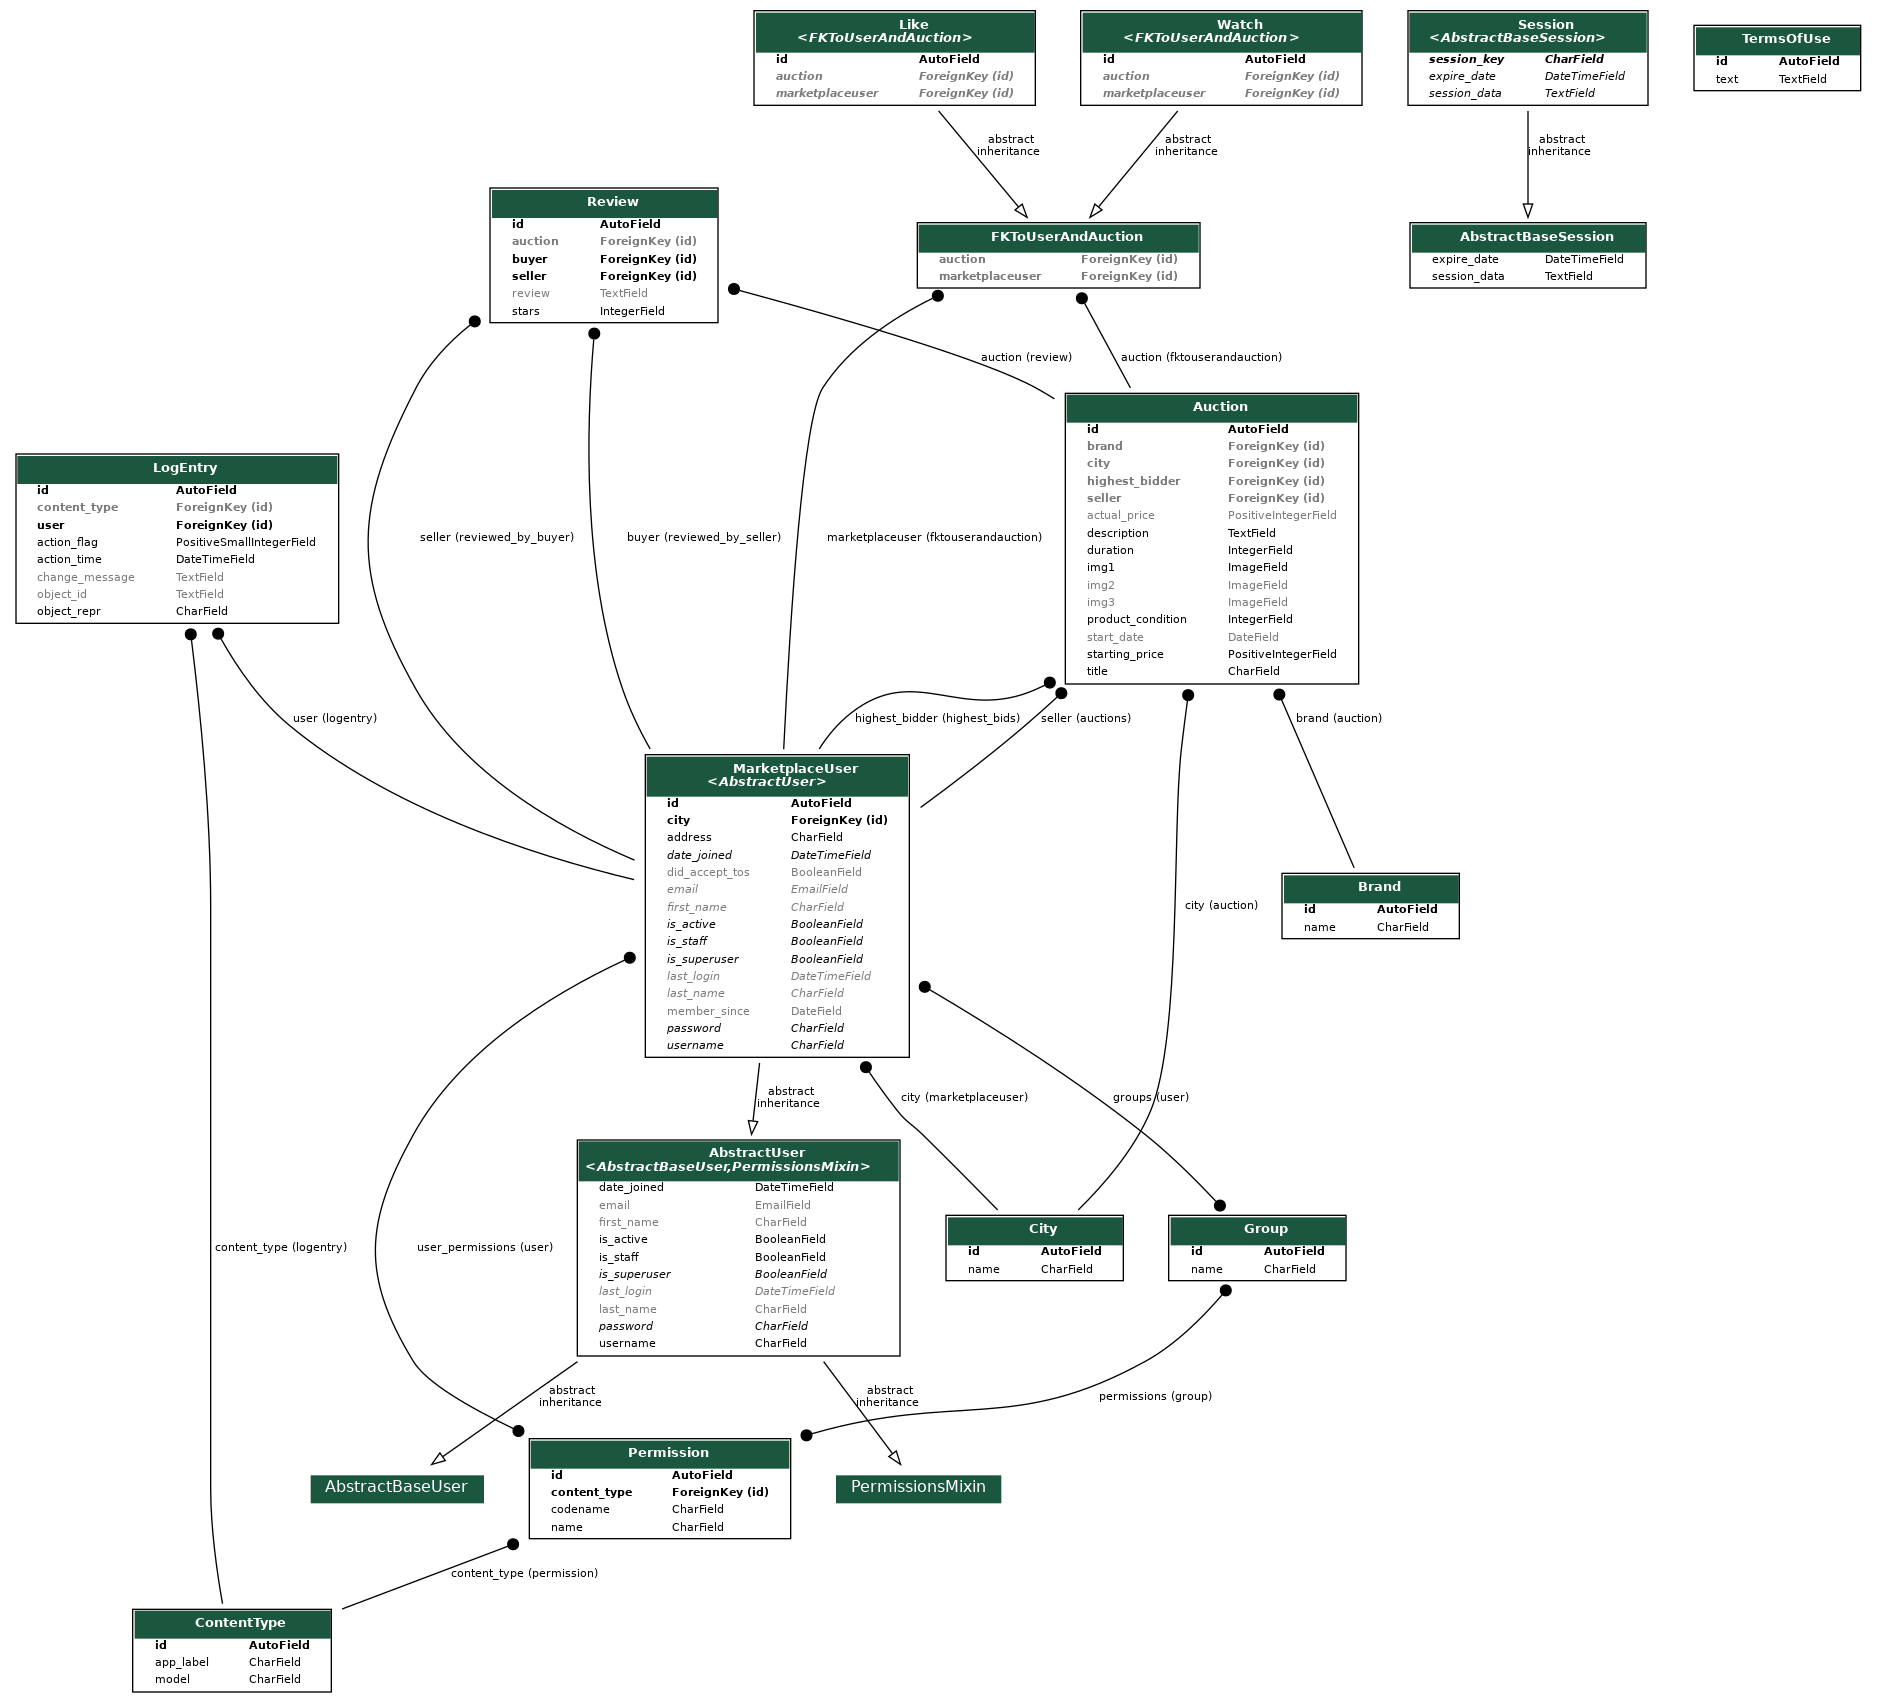 Like
<FKToUserAndAuction>
id AutoField
auction ForeignKey (id)
marketplaceuser ForeignKey (id)
Watch
<FKToUserAndAuction>
id AutoField
auction ForeignKey (id)
marketplaceuser ForeignKey (id)
Session
<AbstractBaseSession>
session_key CharField
expire_date DateTimeField
session_data TextField
TermsOfUse
id AutoField
text TextField
abstract
inheritance
abstract
inheritance
abstract
inheritance
Review
id AutoField
auction ForeignKey (id)
buyer ForeignKey (id)
seller ForeignKey (id)
review TextField
stars IntegerField
FKToUserAndAuction
auction ForeignKey (id)
marketplaceuser ForeignKey (id)
AbstractBaseSession
expire_date DateTimeField
session_data TextField
auction (review)
auction (fktouserandauction)
Auction
id AutoField
brand ForeignKey (id)
city ForeignKey (id)
highest_bidder ForeignKey (id)
seller ForeignKey (id)
actual_price PositiveIntegerField
description TextField
duration IntegerField
img1 ImageField
img2 ImageField
img3 ImageField
product_condition IntegerField
start_date DateField
starting_price PositiveIntegerField
title CharField
LogEntry
id AutoField
content_type ForeignKey (id)
user ForeignKey (id)
action_flag PositiveSmallIntegerField
action_time DateTimeField
change_message TextField
object_id TextField
object_repr CharField
seller (reviewed_by_buyer)
buyer (reviewed_by_seller)
marketplaceuser (fktouserandauction)
user (logentry)
highest_bidder (highest_bids)
seller (auctions)
brand (auction)
MarketplaceUser
<AbstractUser>
id AutoField
city ForeignKey (id)
address CharField
date_joined DateTimeField
did_accept_tos BooleanField
email EmailField
first_name CharField
is_active BooleanField
is_staff BooleanField
is_superuser BooleanField
last_login DateTimeField
last_name CharField
member_since DateField
password CharField
username CharField
city (auction)
Brand
id AutoField
name CharField
abstract
inheritance
city (marketplaceuser)
groups (user)
AbstractUser
<AbstractBaseUser,PermissionsMixin>
date_joined DateTimeField
email EmailField
first_name CharField
is_active BooleanField
is_staff BooleanField
is_superuser BooleanField
last_login DateTimeField
last_name CharField
password CharField
username CharField
City
id AutoField
name CharField
Group
id AutoField
name CharField
content_type (logentry)
user_permissions (user)
abstract
inheritance
abstract
inheritance
permissions (group)
AbstractBaseUser
Permission
id AutoField
content_type ForeignKey (id)
codename CharField
name CharField
PermissionsMixin
content_type (permission)
ContentType
id AutoField
app_label CharField
model CharField